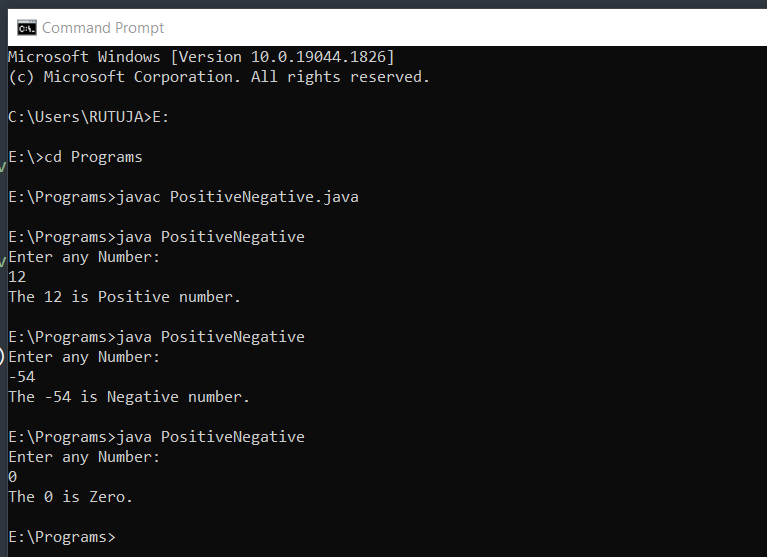 Command Prompt
Microsoft Windows [Version 10.0.19044.1826]
(c) Microsoft Corporation. All rights reserved.
C:\Users\RUTUJA>E:
E:\>cd Programs
E:\Programs>javac PositiveNegative.java
E:\Programs>java PositiveNegative
Enter any Number:
12
The 12 is Positive number.
E:\Programs>java PositiveNegative
Enter any Number:
-54
The -54 is Negative number.
E:\Programs>java PositiveNegative
Enter any Number:
0
The 0 is Zero.
E:\Programs>